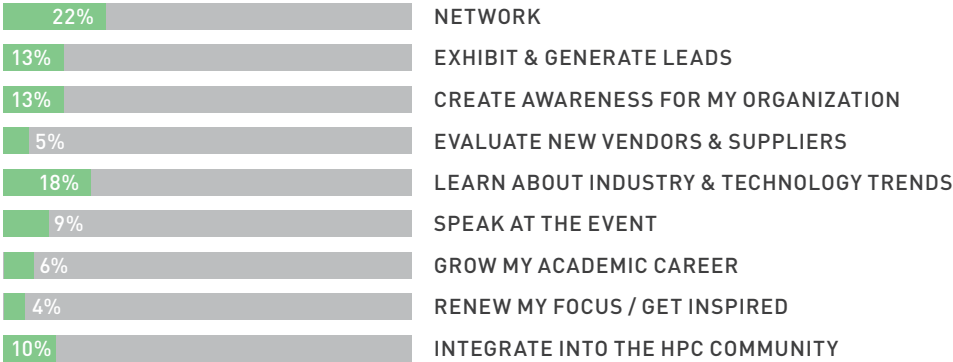 22% NETWORK
13% EXHIBIT & GENERATE LEADS
13% CREATE AWARENESS FOR MY ORGANIZATION
5% EVALUATE NEW VENDORS & SUPPLIERS
18% LEARN ABOUT INDUSTRY & TECHNOLOGY TRENDS
9% SPEAK AT THE EVENT
6% GROW MY ACADEMIC CAREER
4% RENEW MY FOCUS / GET INSPIRED
10% INTEGRATE INTO THE HPC COMMUNITY